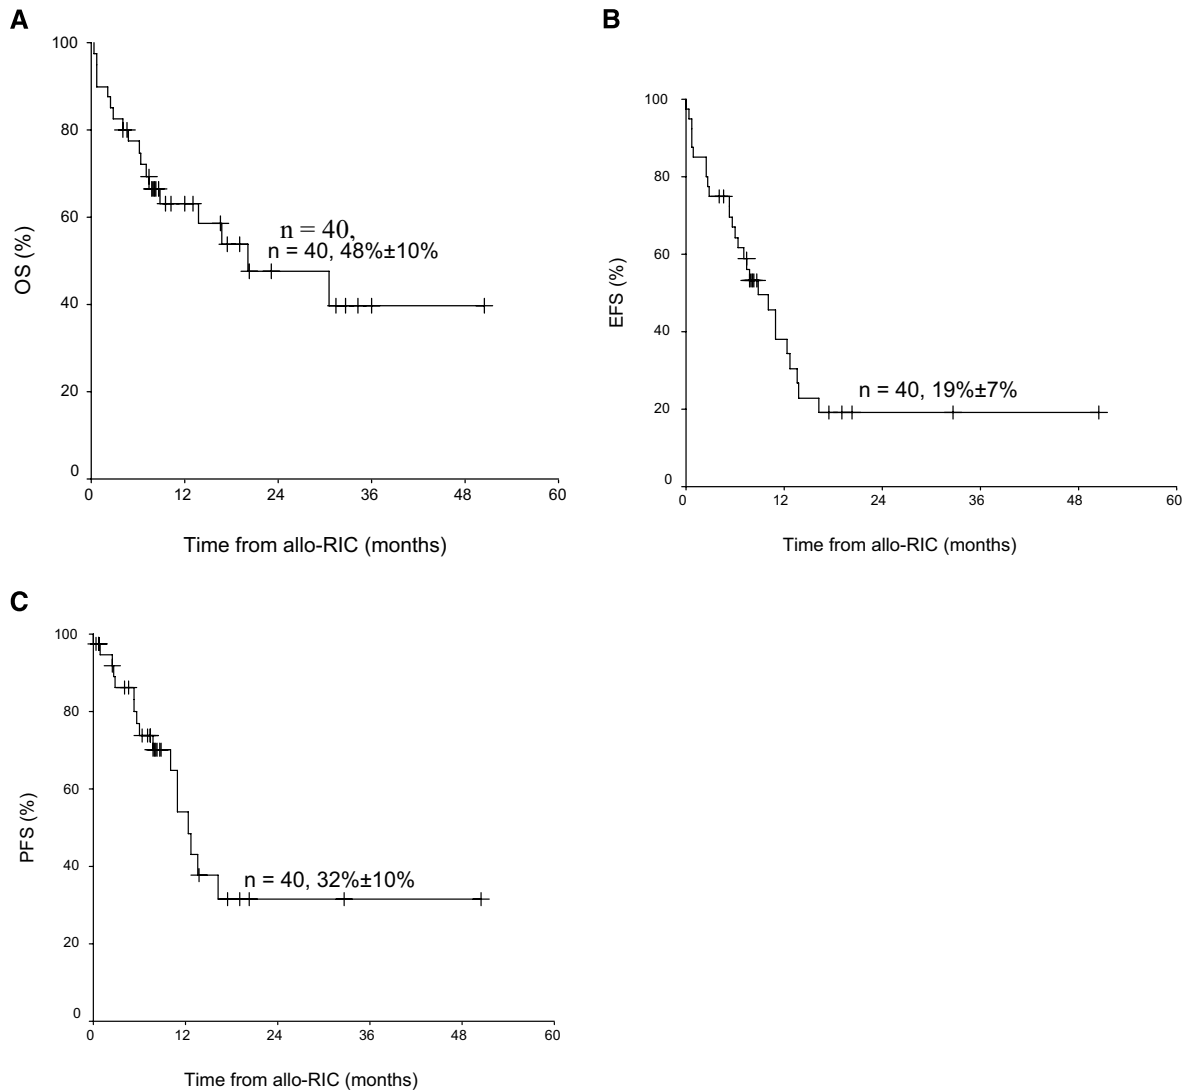 A
100
80
60
40
20
0
OS (%)
n = 40,
n = 40, 48%±10%
0 12 24 36 48 60
Time from allo-RIC (months)
B
100
80
60
40
20
0
EFS (%)
n = 40, 19%±7%
0 12 24 36 48 60
Time from allo-RIC (months)
C
100
80
60
40
20
0
PFS (%)
n = 40, 32%±10%
0 12 24 36 48 60
Time from allo-RIC (months)